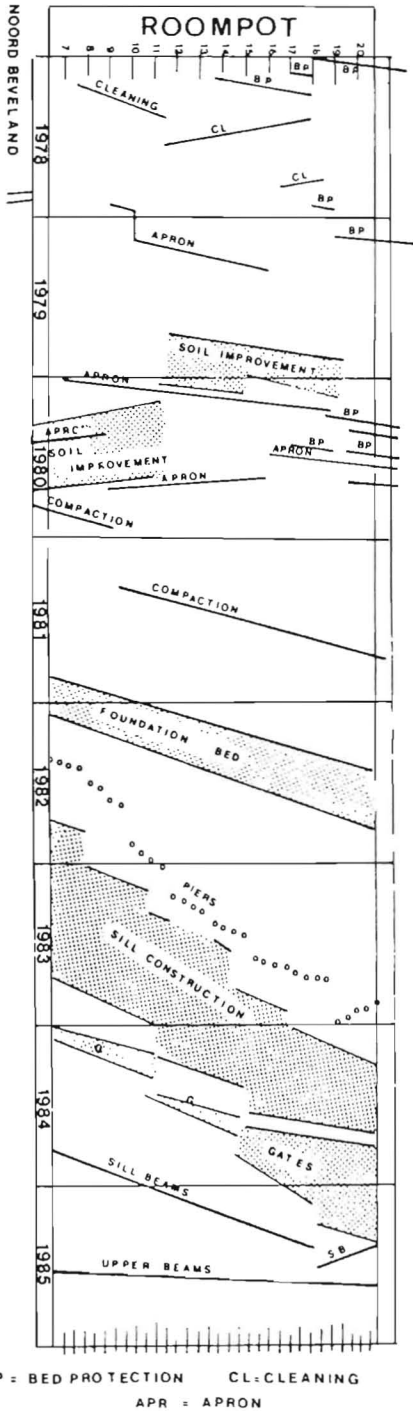 ROOMPOT
7 8 9 10 11 12 13 14 15 16 17 18 19 20
NOORD BEVELAND
BP
BP
BP
CLEANING
CL
1978
CL
BP
BP
APRON
1979
SOIL IMPROVEMENT
APRON
BP
APRC
SOIL
IMPROVEMENT
BP
BP
APRON
APRON
1980
COMPACTION
COMPACTION
1981
FOUNDATION BED
1982
PIERS
SILL CONSTRUCTION
1983
G
G
1984
GATES
SILL BEAMS
SB
UPPER BEAMS
1985
P = BED PROTECTION CL=CLEANING
APR = APRON